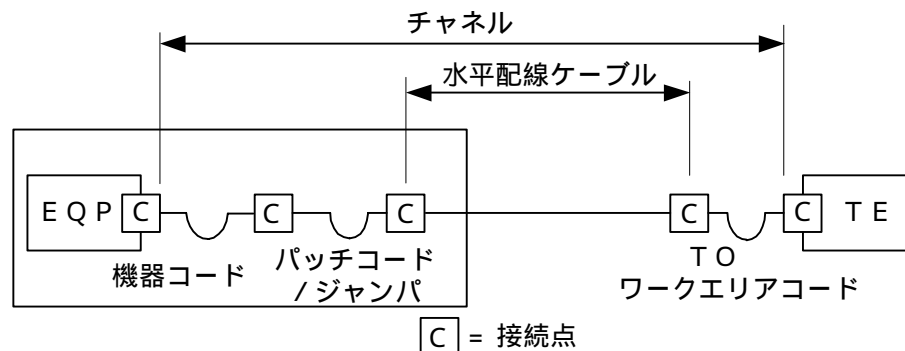 チャネル
水平配線ケーブル
EQP C C C C C TE
機器コード
パッチコード
/ジャンパ
TO
ワークエリアコード
C = 接続点